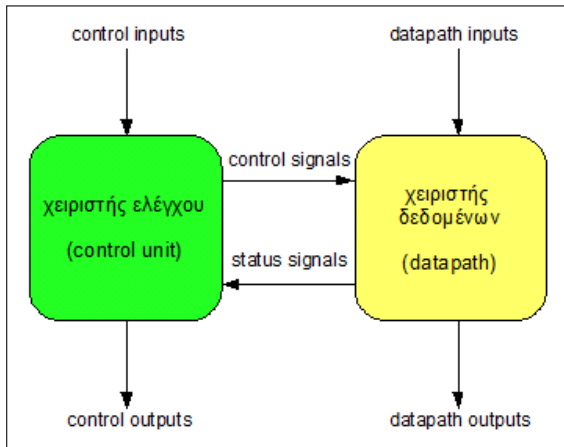 control inputs
datapath inputs
χειριστής ελέγχου
(control unit)
control signals
status signals
χειριστής
δεδομένων
(datapath)
control outputs
datapath outputs